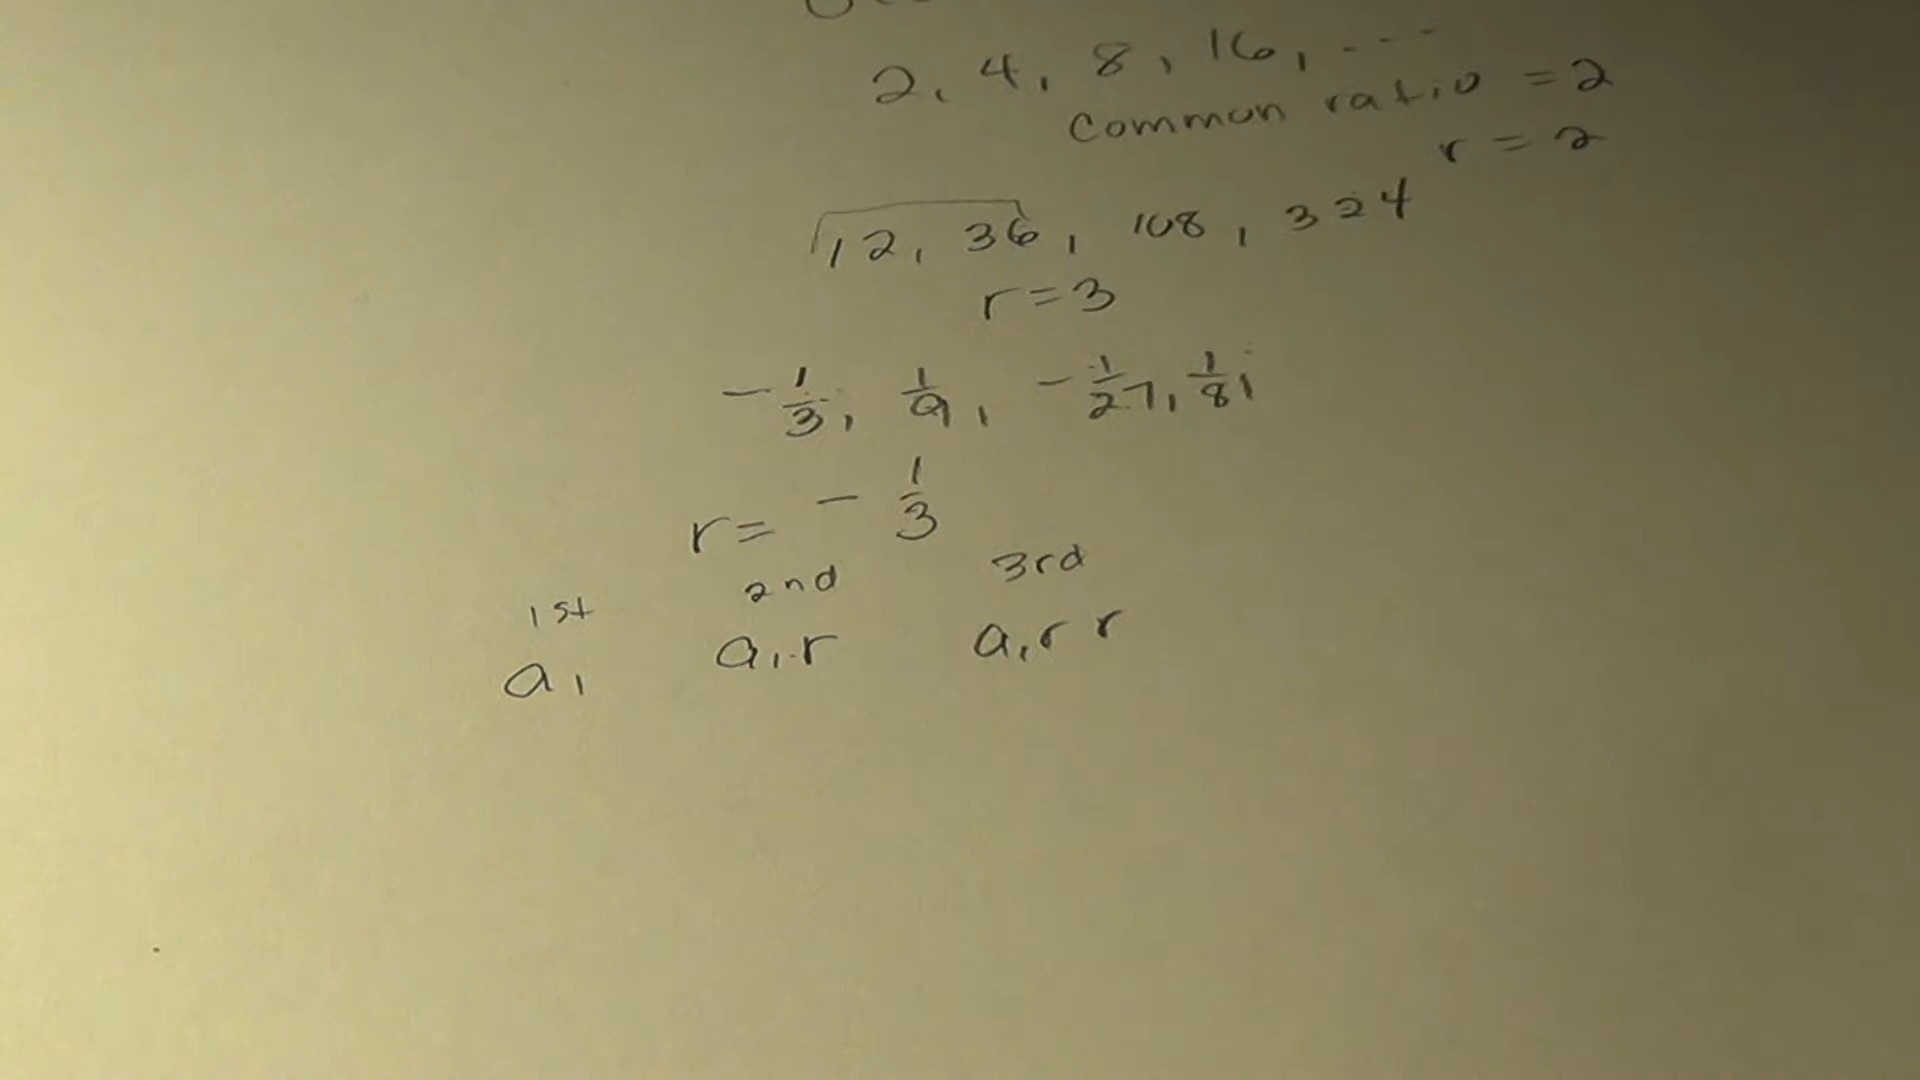 2, 4, 8, 16, ...
Common ratio = 2
r = 2
12, 36, 108, 324
r = 3
- 1/3, 1/9, - 1/27, 1/81
r = - 1/3
1st 2nd 3rd
a₁ a₁·r a₁r r